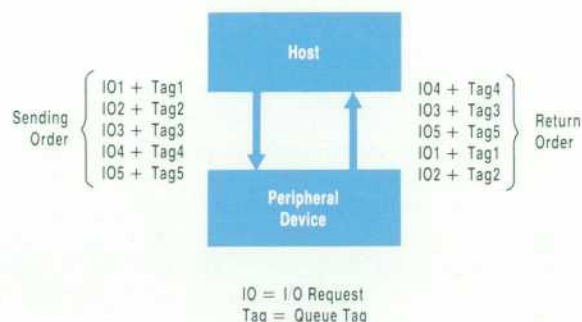 Host
Sending
Order
IO1 + Tag1
IO2 + Tag2
IO3 + Tag3
IO4 + Tag4
IO5 + Tag5
IO4 + Tag4
IO3 + Tag3
IO5 + Tag5
IO1 + Tag1
IO2 + Tag2
Return
Order
Peripheral
Device
IO = I/O Request
Tag = Queue Tag